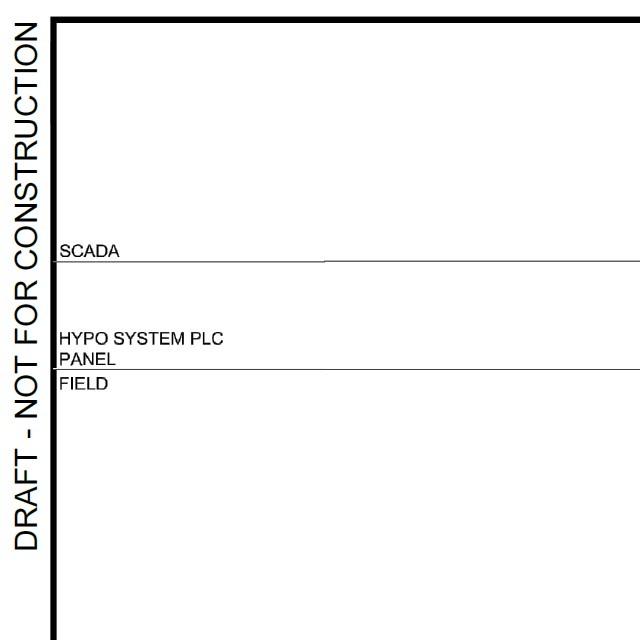 DRAFT - NOT FOR CONSTRUCTION
SCADA
HYPO SYSTEM PLC
PANEL
FIELD